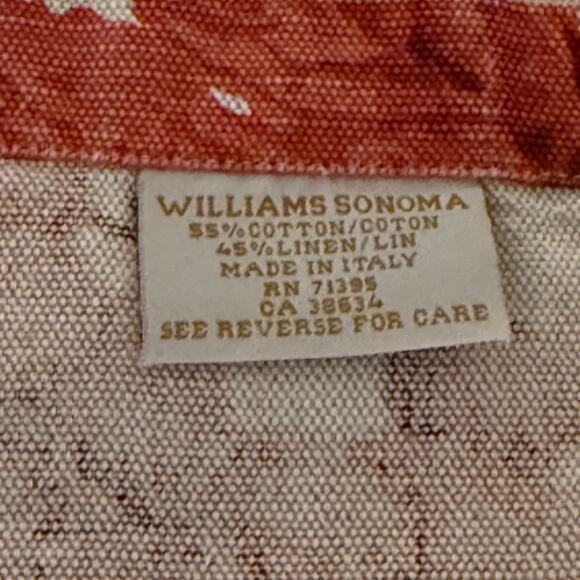 WILLIAMS SONOMA
55% COTTON/COTON
45% LINEN/LIN
MADE IN ITALY
RN 71395
CA 38634
SEE REVERSE FOR CARE